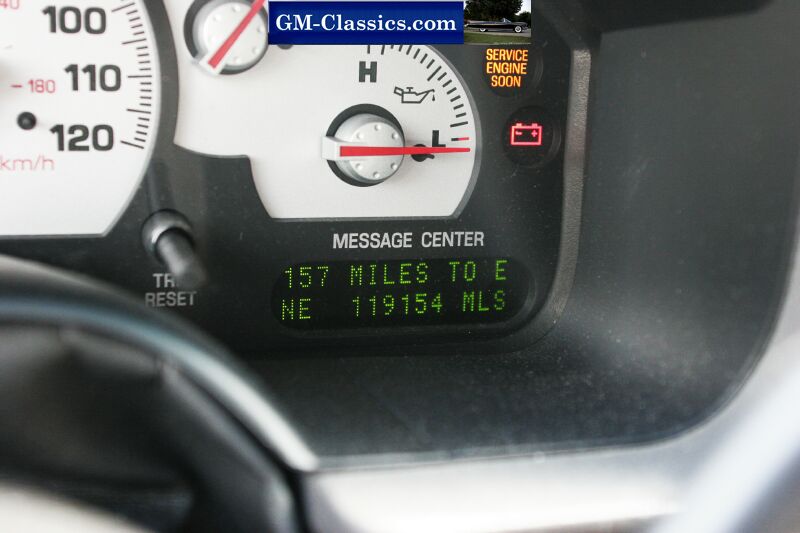 GM-Classics.com
40
100
110
180
120
km/h
H
L
SERVICE
ENGINE
SOON
MESSAGE CENTER
157 MILES TO E
NE 119154 MLS
RESET